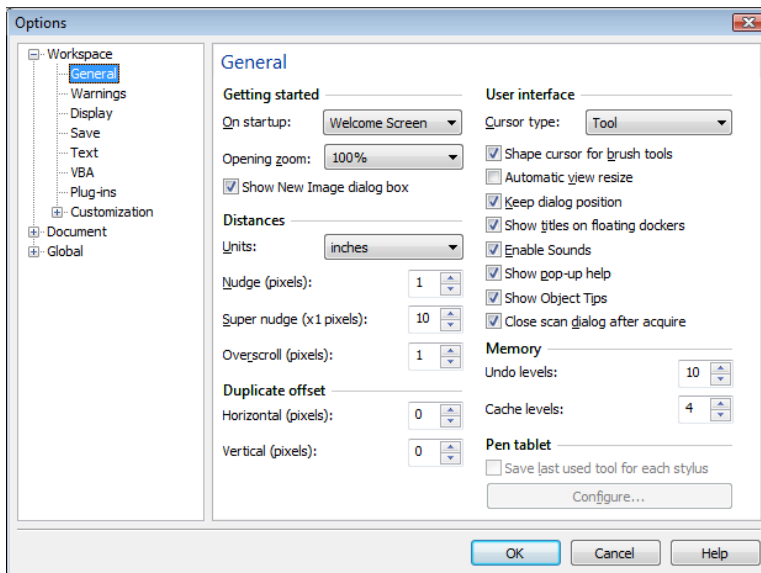 Options
Workspace
General
Warnings
Display
Save
Text
VBA
Plug-ins
Customization
Document
Global
General
Getting started
On startup: Welcome Screen
Opening zoom: 100%
Show New Image dialog box
Distances
Units: inches
Nudge (pixels): 1
Super nudge (x1 pixels): 10
Overscroll (pixels): 1
Duplicate offset
Horizontal (pixels): 0
Vertical (pixels): 0
User interface
Cursor type: Tool
Shape cursor for brush tools
Automatic view resize
Keep dialog position
Show titles on floating dockers
Enable Sounds
Show pop-up help
Show Object Tips
Close scan dialog after acquire
Memory
Undo levels: 10
Cache levels: 4
Pen tablet
Save last used tool for each stylus
Configure...
OK Cancel Help